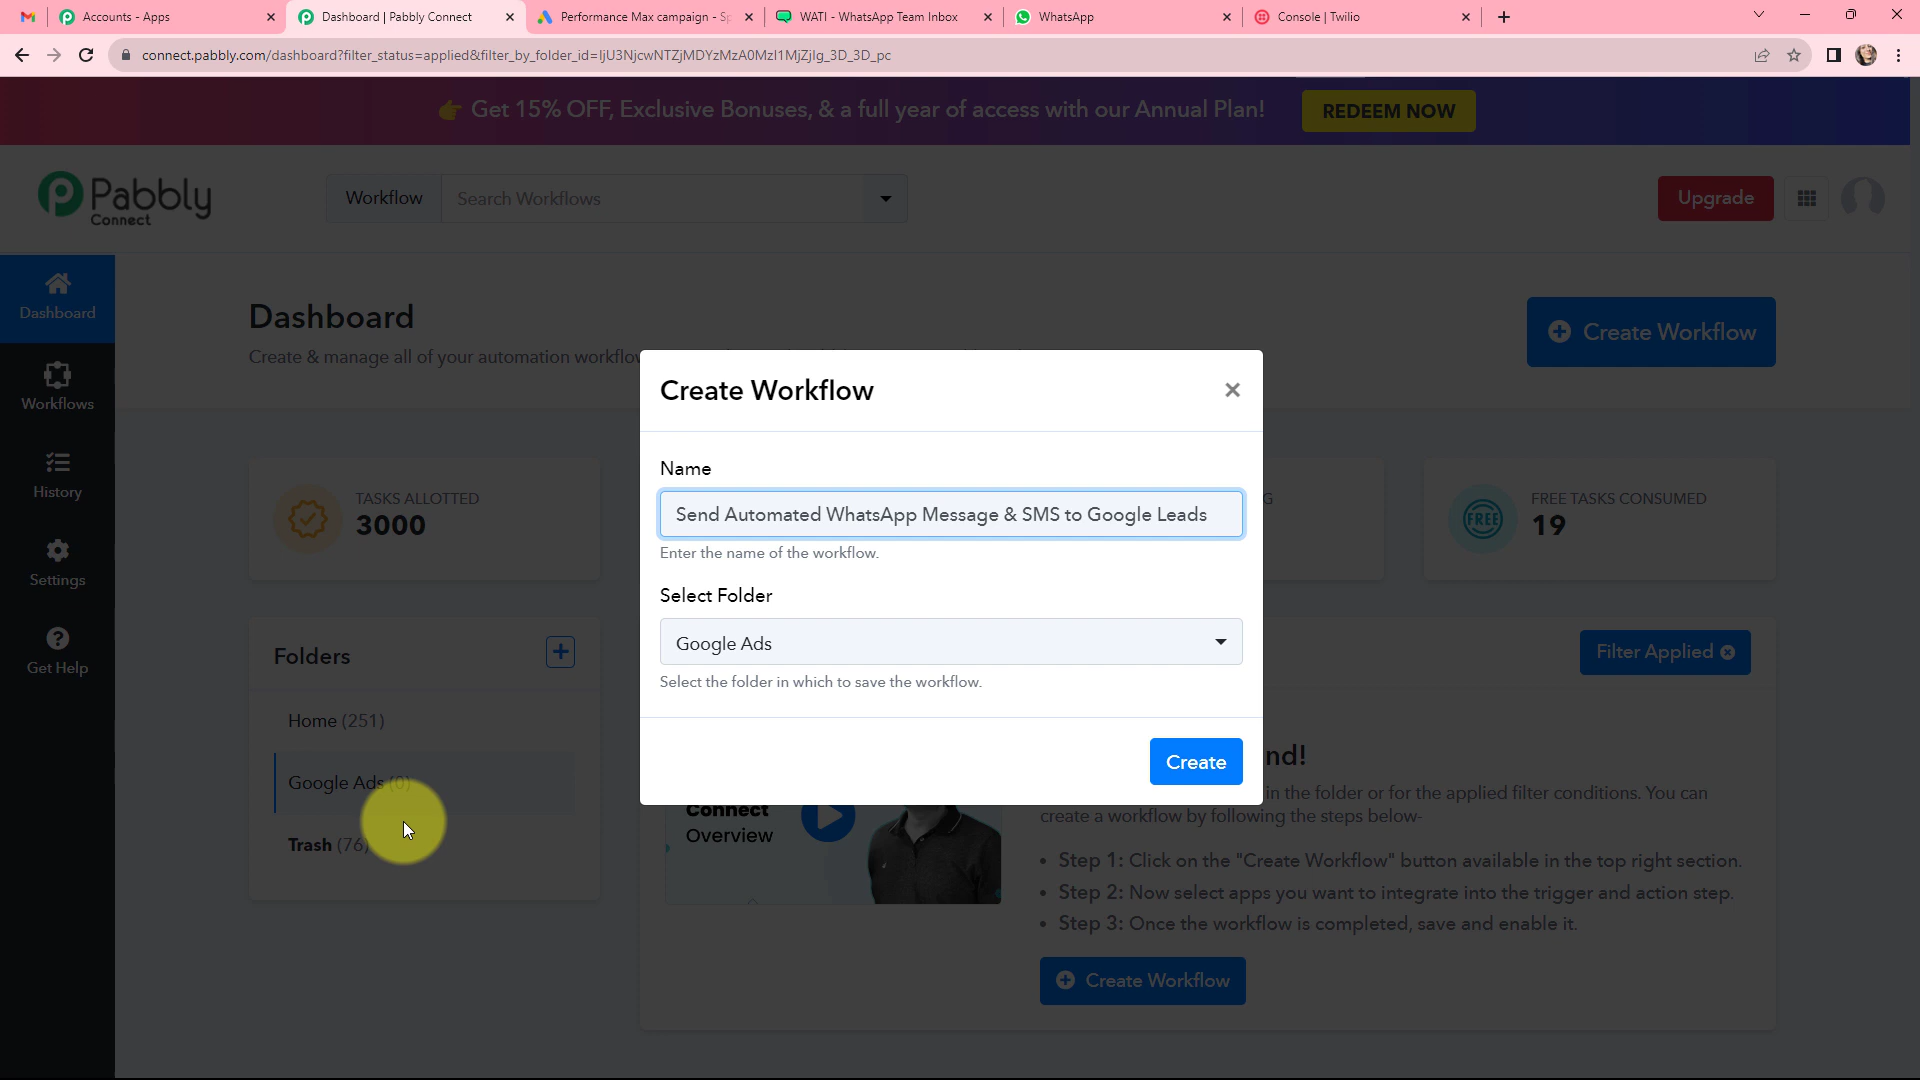 Accounts - Apps
Dashboard | Pabbly Connect
Performance Max campaign - Sp
WATI - WhatsApp Team Inbox
WhatsApp
Console | Twilio
connect.pabbly.com/dashboard?filter_status=applied&filter_by_folder_id=IjU3NjcwNTZjMDYzMzA0MzI1MjZjIg_3D_3D_pc
👉 Get 15% OFF, Exclusive Bonuses, & a full year of access with our Annual Plan!
REDEEM NOW
Pabbly
Connect
Workflow
Search Workflows
Upgrade
Dashboard
Workflows
History
Settings
Get Help
Dashboard
Create & manage all of your automation workflo
Create Workflow
TASKS ALLOTTED
3000
G
FREE TASKS CONSUMED
FREE
19
Folders
Home (251)
Google Ads (0)
Trash (76)
Filter Applied
Create Workflow
Name
Send Automated WhatsApp Message & SMS to Google Leads
Enter the name of the workflow.
Select Folder
Google Ads
Select the folder in which to save the workflow.
Create
nd!
in the folder or for the applied filter conditions. You can
create a workflow by following the steps below-
Connect
Overview
• Step 1: Click on the "Create Workflow" button available in the top right section.
• Step 2: Now select apps you want to integrate into the trigger and action step.
• Step 3: Once the workflow is completed, save and enable it.
Create Workflow